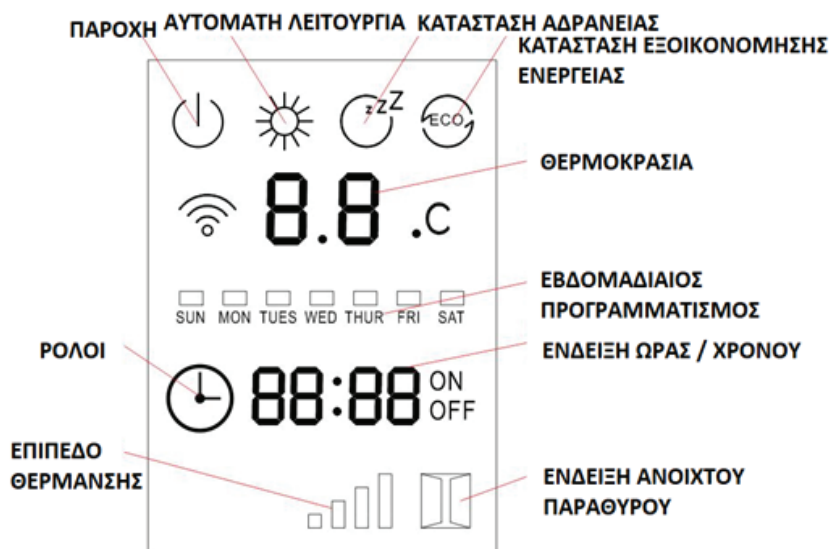 ΠΑΡΟΧΗ ΑΥΤΟΜΑΤΗ ΛΕΙΤΟΥΡΓΙΑ ΚΑΤΑΣΤΑΣΗ ΑΔΡΑΝΕΙΑΣ
ΚΑΤΑΣΤΑΣΗ ΕΞΟΙΚΟΝΟΜΗΣΗΣ
ΕΝΕΡΓΕΙΑΣ
zzZ
ECO
ΘΕΡΜΟΚΡΑΣΙΑ
8.8 .C
ΕΒΔΟΜΑΔΙΑΙΟΣ
ΠΡΟΓΡΑΜΜΑΤΙΣΜΟΣ
SUN MON TUES WED THUR FRI SAT
ΡΟΛΟΙ
ΕΝΔΕΙΞΗ ΩΡΑΣ / ΧΡΟΝΟΥ
88:88 ON
OFF
ΕΠΙΠΕΔΟ
ΘΕΡΜΑΝΣΗΣ
ΕΝΔΕΙΞΗ ΑΝΟΙΧΤΟΥ
ΠΑΡΑΘΥΡΟΥ